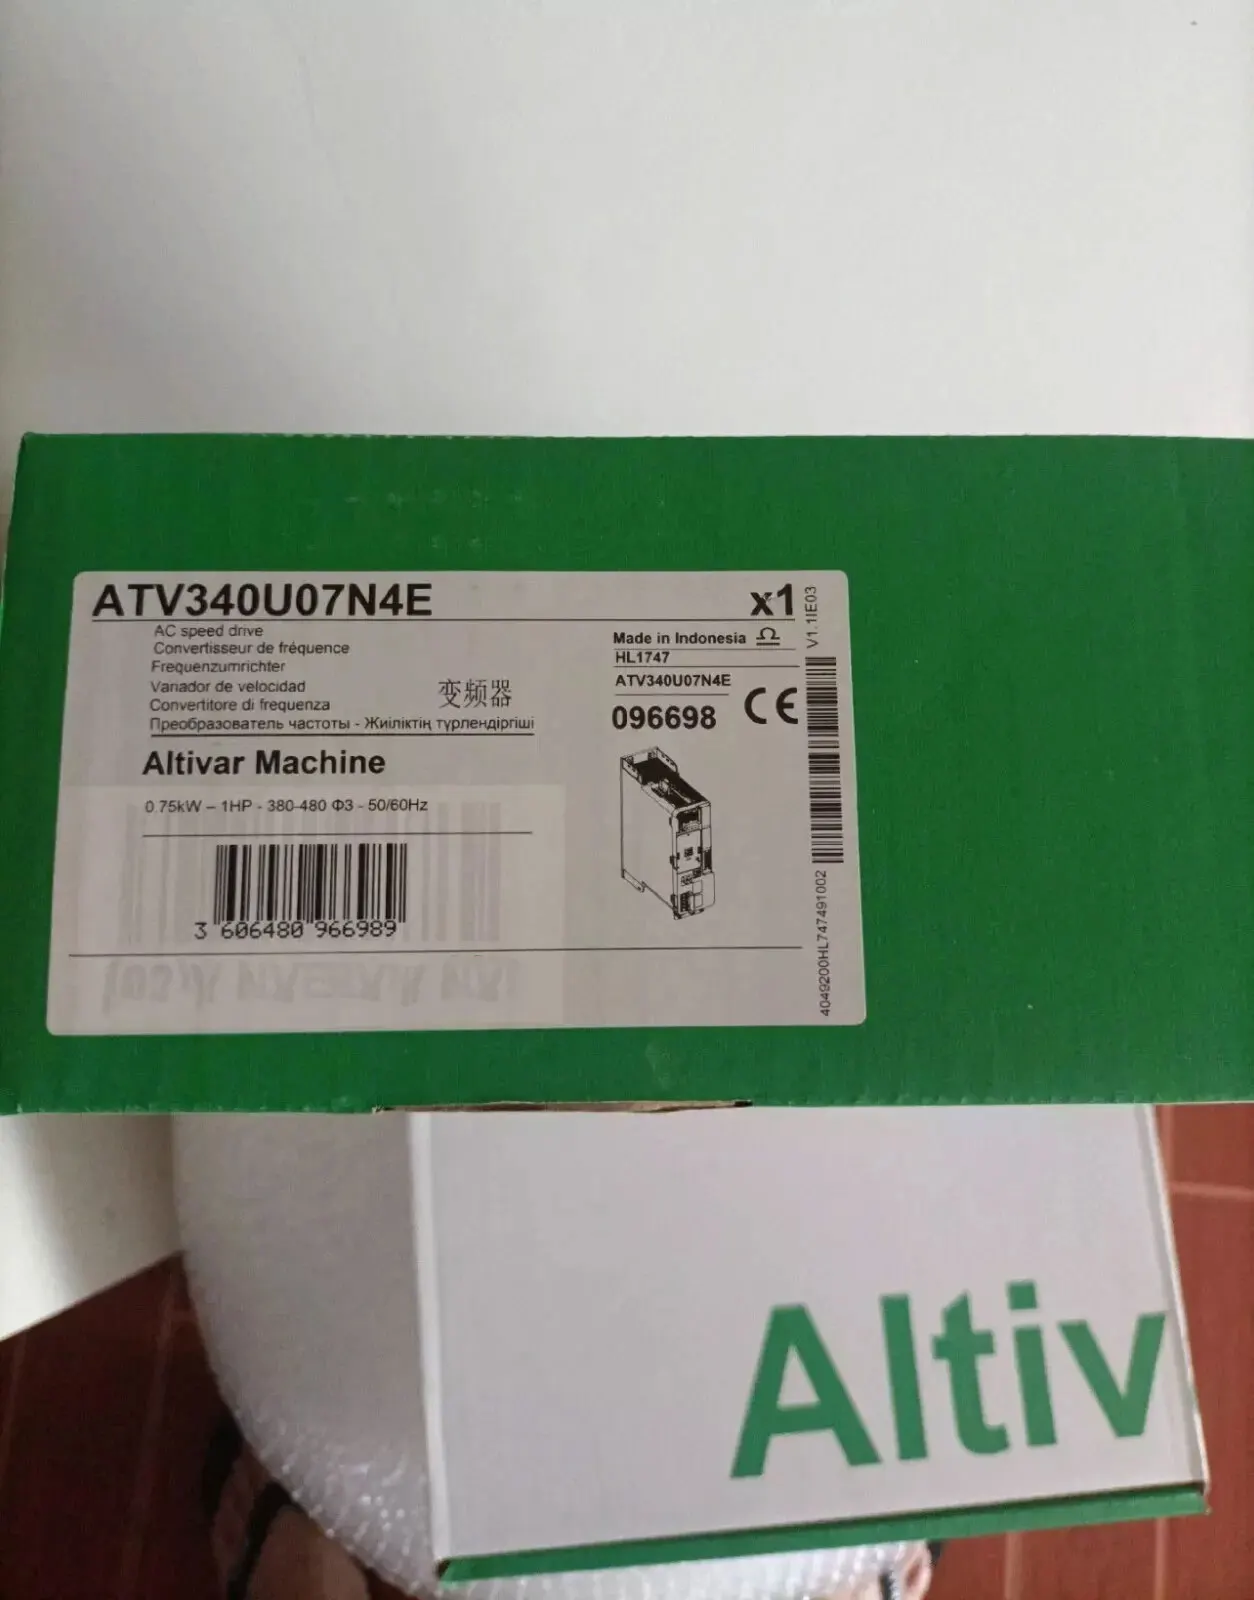 ATV340U07N4E
x1
AC speed drive
Convertisseur de fréquence
Frequenzumrichter
Variador de velocidad
Convertitore di frequenza
变频器
Преобразователь частоты - Жиіліктің түрлендіргіші
Made in Indonesia
HL1747
ATV340U07N4E
096698
CE
V1.1IE03
Altivar Machine
0.75kW – 1HP - 380-480 Φ3 - 50/60Hz
3 606480 966989
4049200HL747491002
Altiv